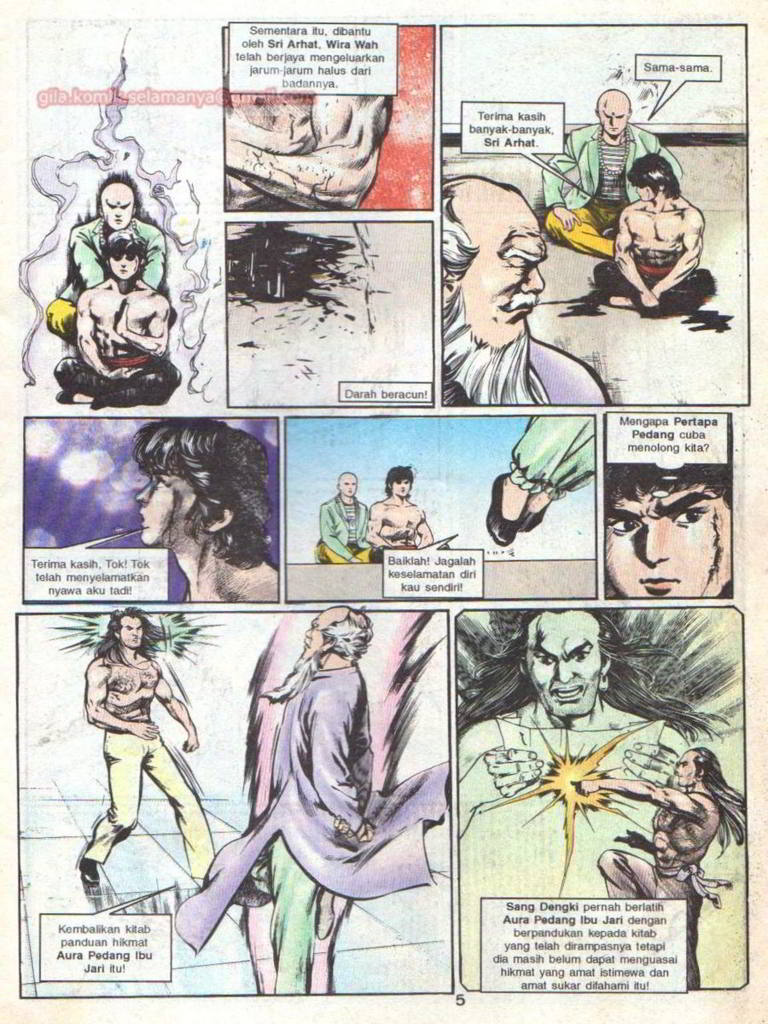 Sementara itu, dibantu
oleh Sri Arhat, Wira Wah
telah berjaya mengeluarkan
jarum-jarum halus dari
badannya.
Sama-sama.
Terima kasih
banyak-banyak,
Sri Arhat.
Darah beracun!
Terima kasih, Tok! Tok
telah menyelamatkan
nyawa aku tadi!
Baiklah! Jagalah
keselamatan diri
kau sendiri!
Mengapa Pertapa
Pedang cuba
menolong kita?
Kembalikan kitab
panduan hikmat
Aura Pedang Ibu
Jari itu!
Sang Dengki pernah berlatih
Aura Pedang Ibu Jari dengan
berpandukan kepada kitab
yang telah dirampasnya tetapi
dia masih belum dapat menguasai
hikmat yang amat istimewa dan
amat sukar difahami itu!
5